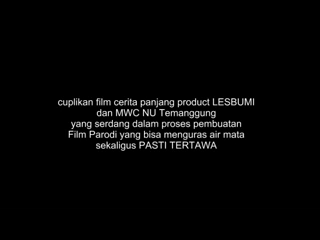 cuplikan film cerita panjang product LESBUMI
dan MWC NU Temanggung
yang serdang dalam proses pembuatan
Film Parodi yang bisa menguras air mata
sekaligus PASTI TERTAWA